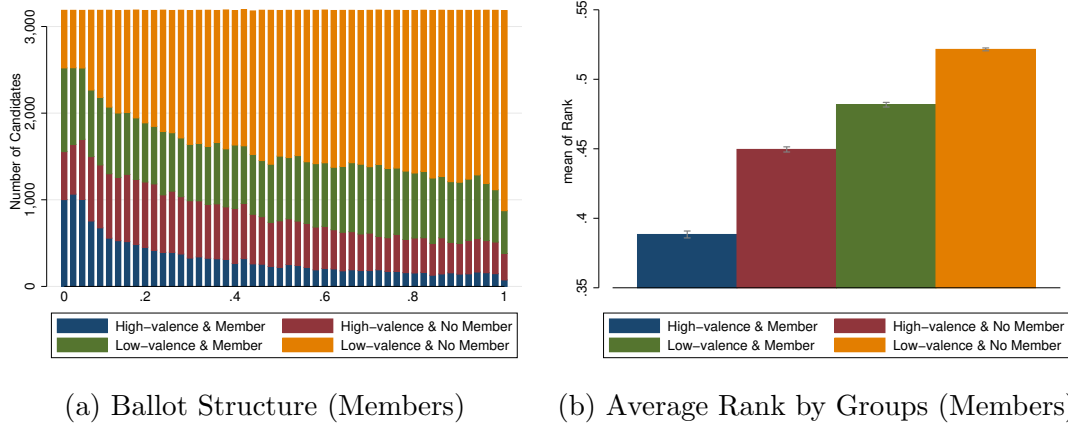 3,000
2,000
1,000
0
Number of Candidates
0 .2 .4 .6 .8 1
High-valence & Member High-valence & No Member
Low-valence & Member Low-valence & No Member
(a) Ballot Structure (Members)
.55
.5
.45
.4
.35
mean of Rank
High-valence & Member High-valence & No Member
Low-valence & Member Low-valence & No Member
(b) Average Rank by Groups (Members)